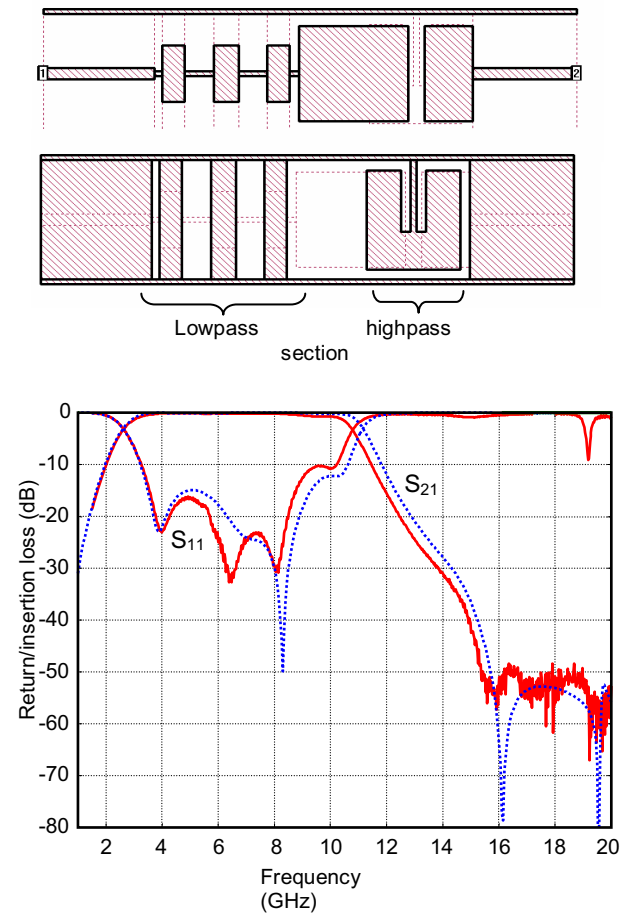 1
2
Lowpass
highpass
section
Return/insertion loss (dB)
0
-10
-20
-30
-40
-50
-60
-70
-80
S21
S11
2 4 6 8 10 12 14 16 18 20
Frequency
(GHz)